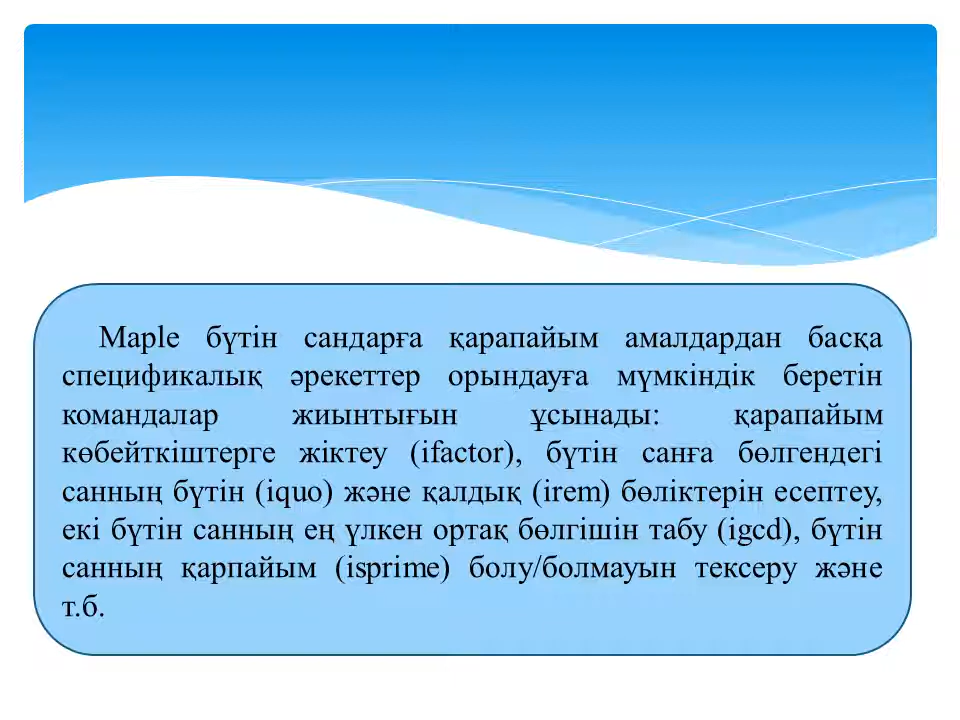 Maple бүтін сандарға қарапайым амалдардан басқа
спецификалық әрекеттер орындауға мүмкіндік беретін
командалар жиынтығын ұсынады: қарапайым
көбейткіштерге жіктеу (ifactor), бүтін санға бөлгендегі
санның бүтін (iquo) және қалдық (irem) бөліктерін есептеу,
екі бүтін санның ең үлкен ортақ бөлгішін табу (igcd), бүтін
санның қарпайым (isprime) болу/болмауын тексеру және
т.б.